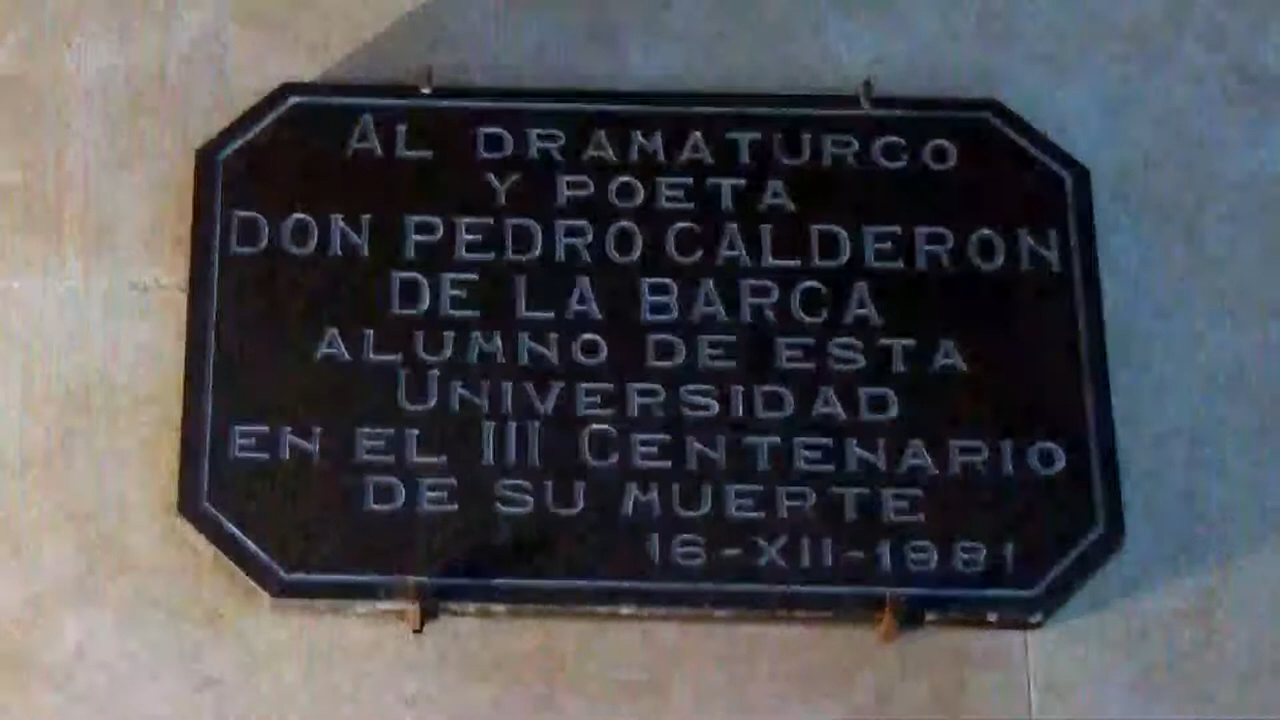 AL DRAMATURGO
Y POETA
DON PEDRO CALDERON
DE LA BARCA
ALUMNO DE ESTA
UNIVERSIDAD
EN EL III CENTENARIO
DE SU MUERTE
16-XII-1981